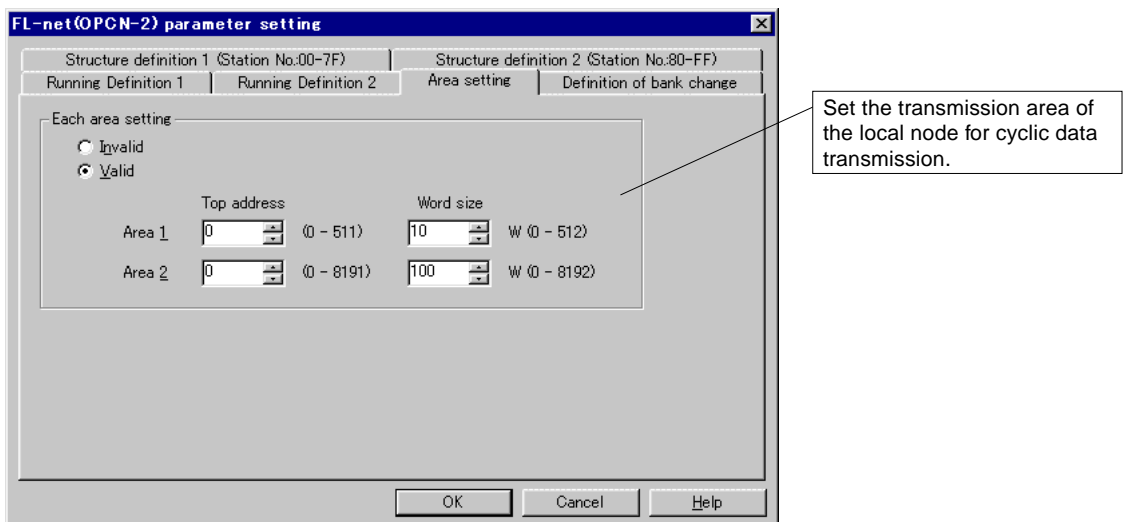 FL-net(OPCN-2) parameter setting
Structure definition 1 (Station No.:00-7F)
Structure definition 2 (Station No.:80-FF)
Running Definition 1
Running Definition 2
Area setting
Definition of bank change
Each area setting
Invalid
Valid
Top address
Word size
Area 1
0
(0 - 511)
10
W (0 - 512)
Area 2
0
(0 - 8191)
100
W (0 - 8192)
OK
Cancel
Help
Set the transmission area of
the local node for cyclic data
transmission.